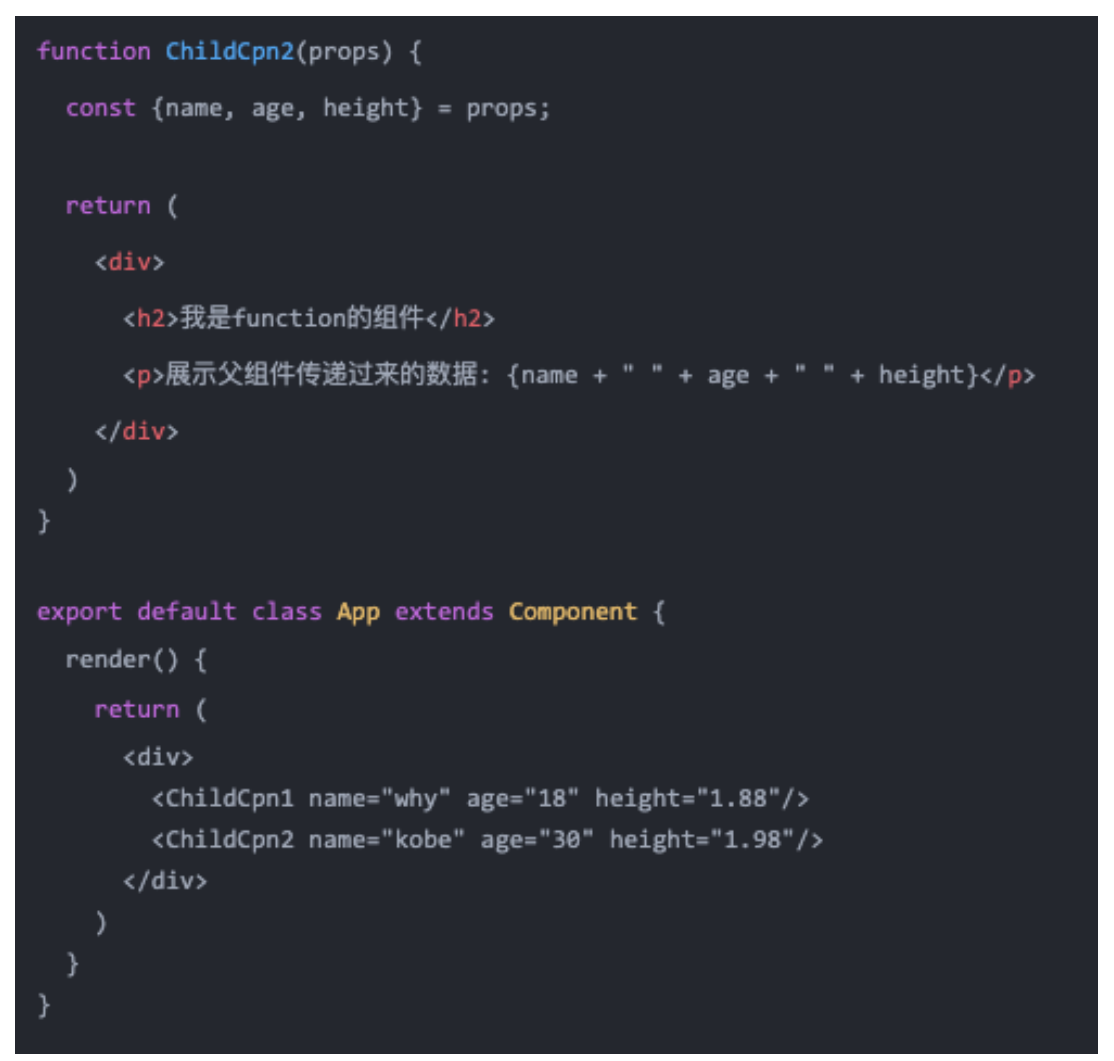 function ChildCpn2(props) {
  const {name, age, height} = props;

  return (
    <div>
      <h2>我是function的组件</h2>
      <p>展示父组件传递过来的数据: {name + " " + age + " " + height}</p>
    </div>
  )
}

export default class App extends Component {
  render() {
    return (
      <div>
        <ChildCpn1 name="why" age="18" height="1.88"/>
        <ChildCpn2 name="kobe" age="30" height="1.98"/>
      </div>
    )
  }
}